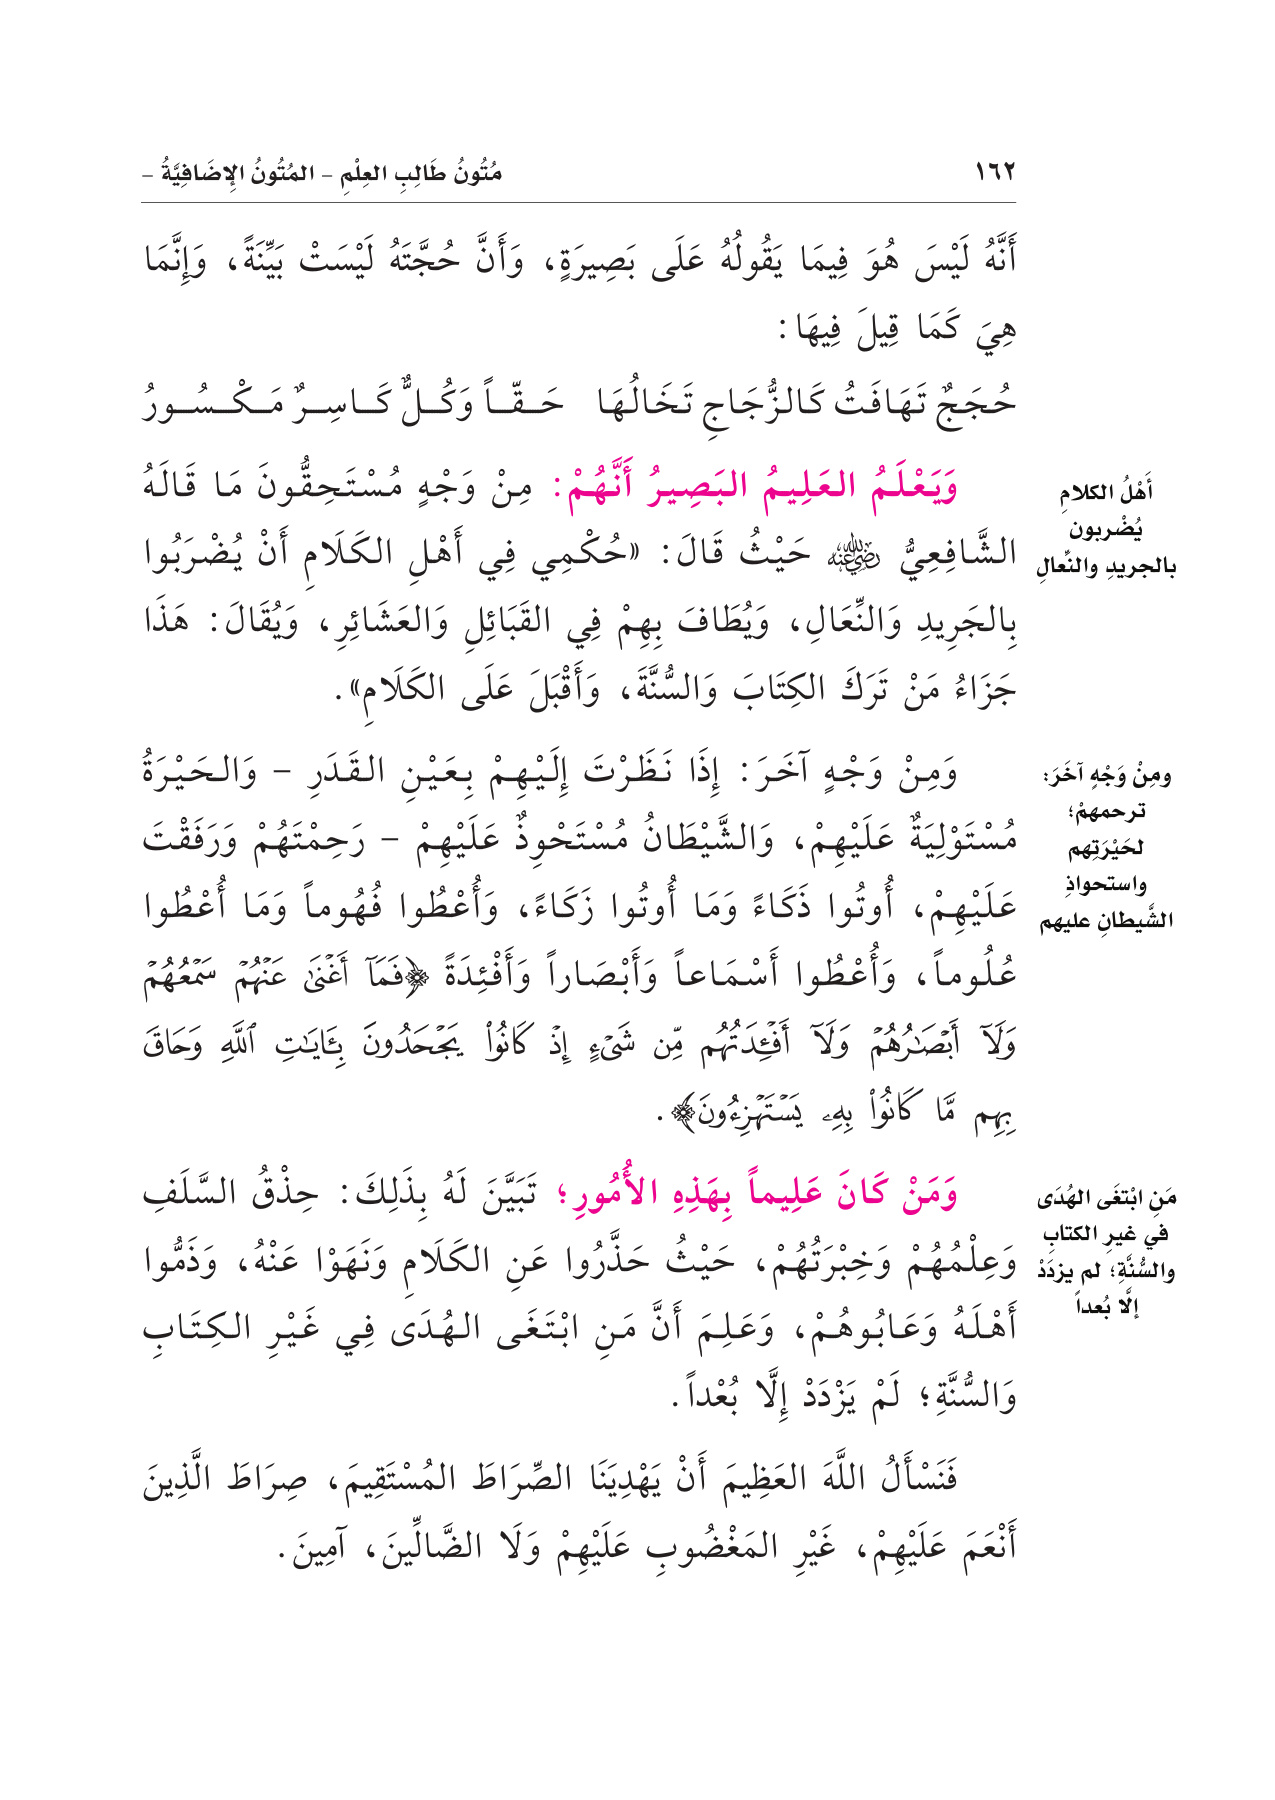 ١٦٢
مُتُونُ طَالِبِ العِلْمِ - المُتُونُ الإِضَافِيَّةُ -
أَنَّهُ لَيْسَ هُوَ فِيمَا يَقُولُهُ عَلَى بَصِيرَةٍ، وَأَنَّ حُجَّتَهُ لَيْسَتْ بَيِّنَةً، وَإِنَّمَا
هِيَ كَمَا قِيلَ فِيهَا:
حُجَجٌ تَهَافَتُ كَالزُّجَاجِ تَخَالُهَا حَقّاً وَكُلٌّ كَاسِرٌ مَكْسُورُ
وَيَعْلَمُ العَلِيمُ البَصِيرُ أَنَّهُمْ: مِنْ وَجْهٍ مُسْتَحِقُّونَ مَا قَالَهُ
الشَّافِعِيُّ رضي الله عنه حَيْثُ قَالَ: «حُكْمِي فِي أَهْلِ الكَلَامِ أَنْ يُضْرَبُوا
بِالجَرِيدِ وَالنِّعَالِ، وَيُطَافَ بِهِمْ فِي القَبَائِلِ وَالعَشَائِرِ، وَيُقَالَ: هَذَا
جَزَاءُ مَنْ تَرَكَ الكِتَابَ وَالسُّنَّةَ، وَأَقْبَلَ عَلَى الكَلَامِ».
أَهْلُ الكلامِ
يُضْربون
بالجريدِ والنِّعالِ
وَمِنْ وَجْهٍ آخَرَ: إِذَا نَظَرْتَ إِلَيْهِمْ بِعَيْنِ القَدَرِ - وَالحَيْرَةُ
مُسْتَوْلِيَةٌ عَلَيْهِمْ، وَالشَّيْطَانُ مُسْتَحْوِذٌ عَلَيْهِمْ - رَحِمْتَهُمْ وَرَفَقْتَ
عَلَيْهِمْ، أُوتُوا ذَكَاءً وَمَا أُوتُوا زَكَاءً، وَأُعْطُوا فُهُوماً وَمَا أُعْطُوا
عُلُوماً، وَأُعْطُوا أَسْمَاعاً وَأَبْصَاراً وَأَفْئِدَةً ﴿فَمَآ أَغْنَىٰ عَنْهُمْ سَمْعُهُمْ
وَلَآ أَبْصَٰرُهُمْ وَلَآ أَفْـِٔدَتُهُم مِّن شَىْءٍ إِذْ كَانُوا۟ يَجْحَدُونَ بِـَٔايَٰتِ ٱللَّهِ وَحَاقَ
بِهِم مَّا كَانُوا۟ بِهِۦ يَسْتَهْزِءُونَ﴾.
ومِنْ وَجْهٍ آخَرَ:
ترحمهمْ؛
لحَيْرَتِهم
واستحواذِ
الشَّيطانِ عليهم
وَمَنْ كَانَ عَلِيماً بِهَذِهِ الأُمُورِ؛ تَبَيَّنَ لَهُ بِذَلِكَ: حِذْقُ السَّلَفِ
وَعِلْمُهُمْ وَخِبْرَتُهُمْ، حَيْثُ حَذَّرُوا عَنِ الكَلَامِ وَنَهَوْا عَنْهُ، وَذَمُّوا
أَهْلَهُ وَعَابُوهُمْ، وَعَلِمَ أَنَّ مَنِ ابْتَغَى الهُدَى فِي غَيْرِ الكِتَابِ
وَالسُّنَّةِ؛ لَمْ يَزْدَدْ إِلَّا بُعْداً.
مَنِ ابْتغَى الهُدَى
في غيرِ الكتابِ
والسُّنَّةِ؛ لم يزدَدْ
إلَّا بُعداً
فَنَسْأَلُ اللَّهَ العَظِيمَ أَنْ يَهْدِيَنَا الصِّرَاطَ المُسْتَقِيمَ، صِرَاطَ الَّذِينَ
أَنْعَمَ عَلَيْهِمْ، غَيْرِ المَغْضُوبِ عَلَيْهِمْ وَلَا الضَّالِّينَ، آمِينَ.